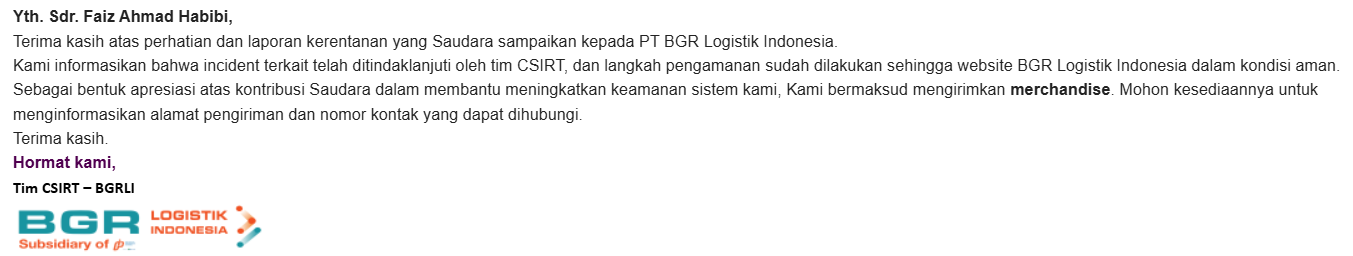 Yth. Sdr. Faiz Ahmad Habibi,
Terima kasih atas perhatian dan laporan kerentanan yang Saudara sampaikan kepada PT BGR Logistik Indonesia.
Kami informasikan bahwa incident terkait telah ditindaklanjuti oleh tim CSIRT, dan langkah pengamanan sudah dilakukan sehingga website BGR Logistik Indonesia dalam kondisi aman.
Sebagai bentuk apresiasi atas kontribusi Saudara dalam membantu meningkatkan keamanan sistem kami, Kami bermaksud mengirimkan merchandise. Mohon kesediaannya untuk
menginformasikan alamat pengiriman dan nomor kontak yang dapat dihubungi.
Terima kasih.
Hormat kami,
Tim CSIRT – BGRLI
BGR LOGISTIK
INDONESIA
Subsidiary of